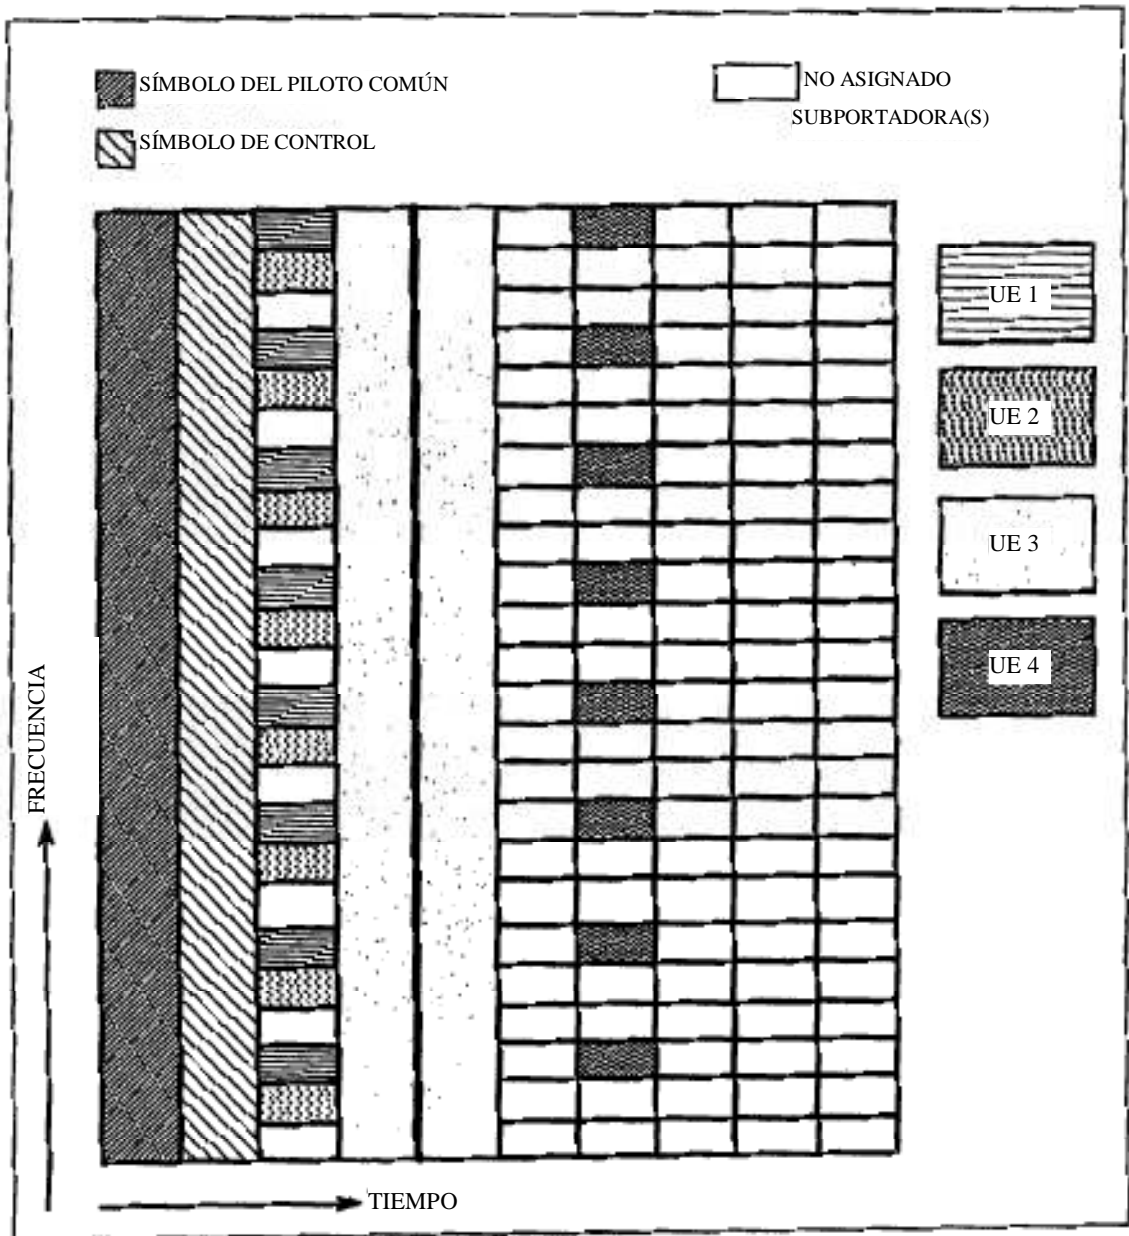 SÍMBOLO DEL PILOTO COMÚN
NO ASIGNADO
SUBPORTADORA(S)
SÍMBOLO DE CONTROL
UE 1
UE 2
UE 3
UE 4
FRECUENCIA
TIEMPO